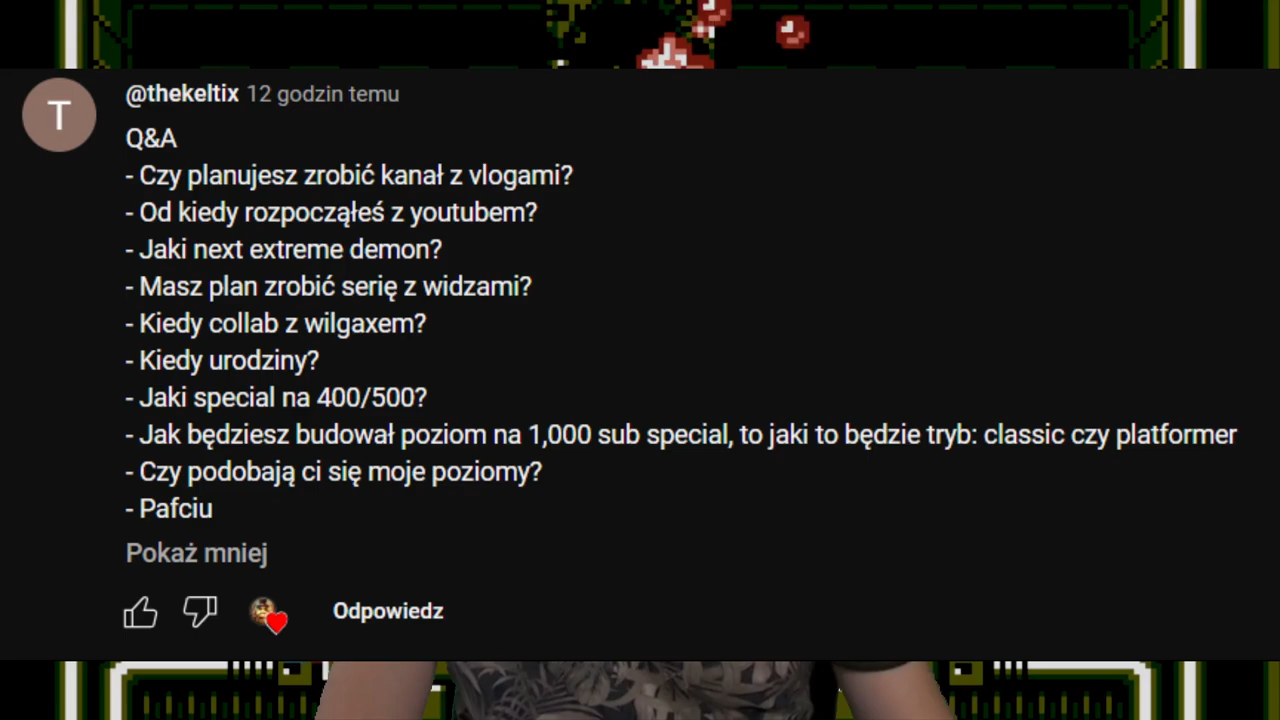 T
@thekeltix 12 godzin temu
Q&A
- Czy planujesz zrobić kanał z vlogami?
- Od kiedy rozpocząłeś z youtubem?
- Jaki next extreme demon?
- Masz plan zrobić serię z widzami?
- Kiedy collab z wilgaxem?
- Kiedy urodziny?
- Jaki special na 400/500?
- Jak będziesz budował poziom na 1,000 sub special, to jaki to będzie tryb: classic czy platformer
- Czy podobają ci się moje poziomy?
- Pafciu
Pokaż mniej
Odpowiedz